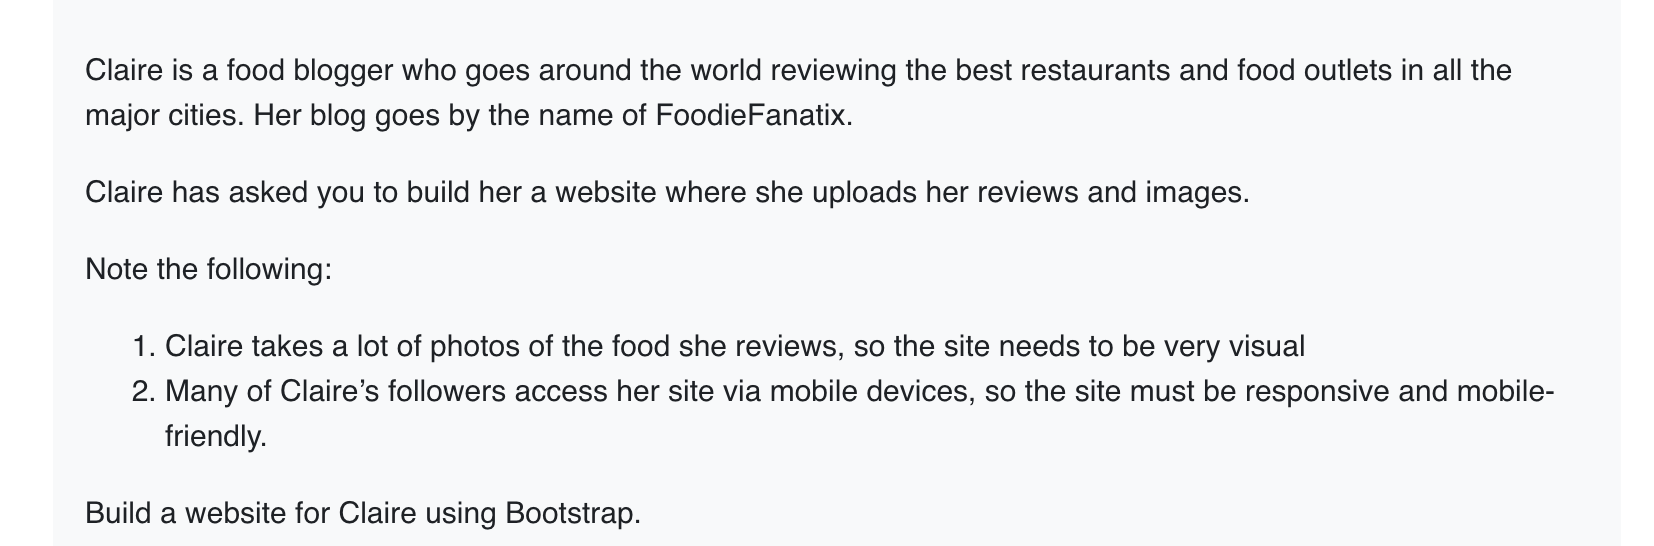 Claire is a food blogger who goes around the world reviewing the best restaurants and food outlets in all the
major cities. Her blog goes by the name of FoodieFanatix.
Claire has asked you to build her a website where she uploads her reviews and images.
Note the following:
1. Claire takes a lot of photos of the food she reviews, so the site needs to be very visual
2. Many of Claire’s followers access her site via mobile devices, so the site must be responsive and mobile-
friendly.
Build a website for Claire using Bootstrap.